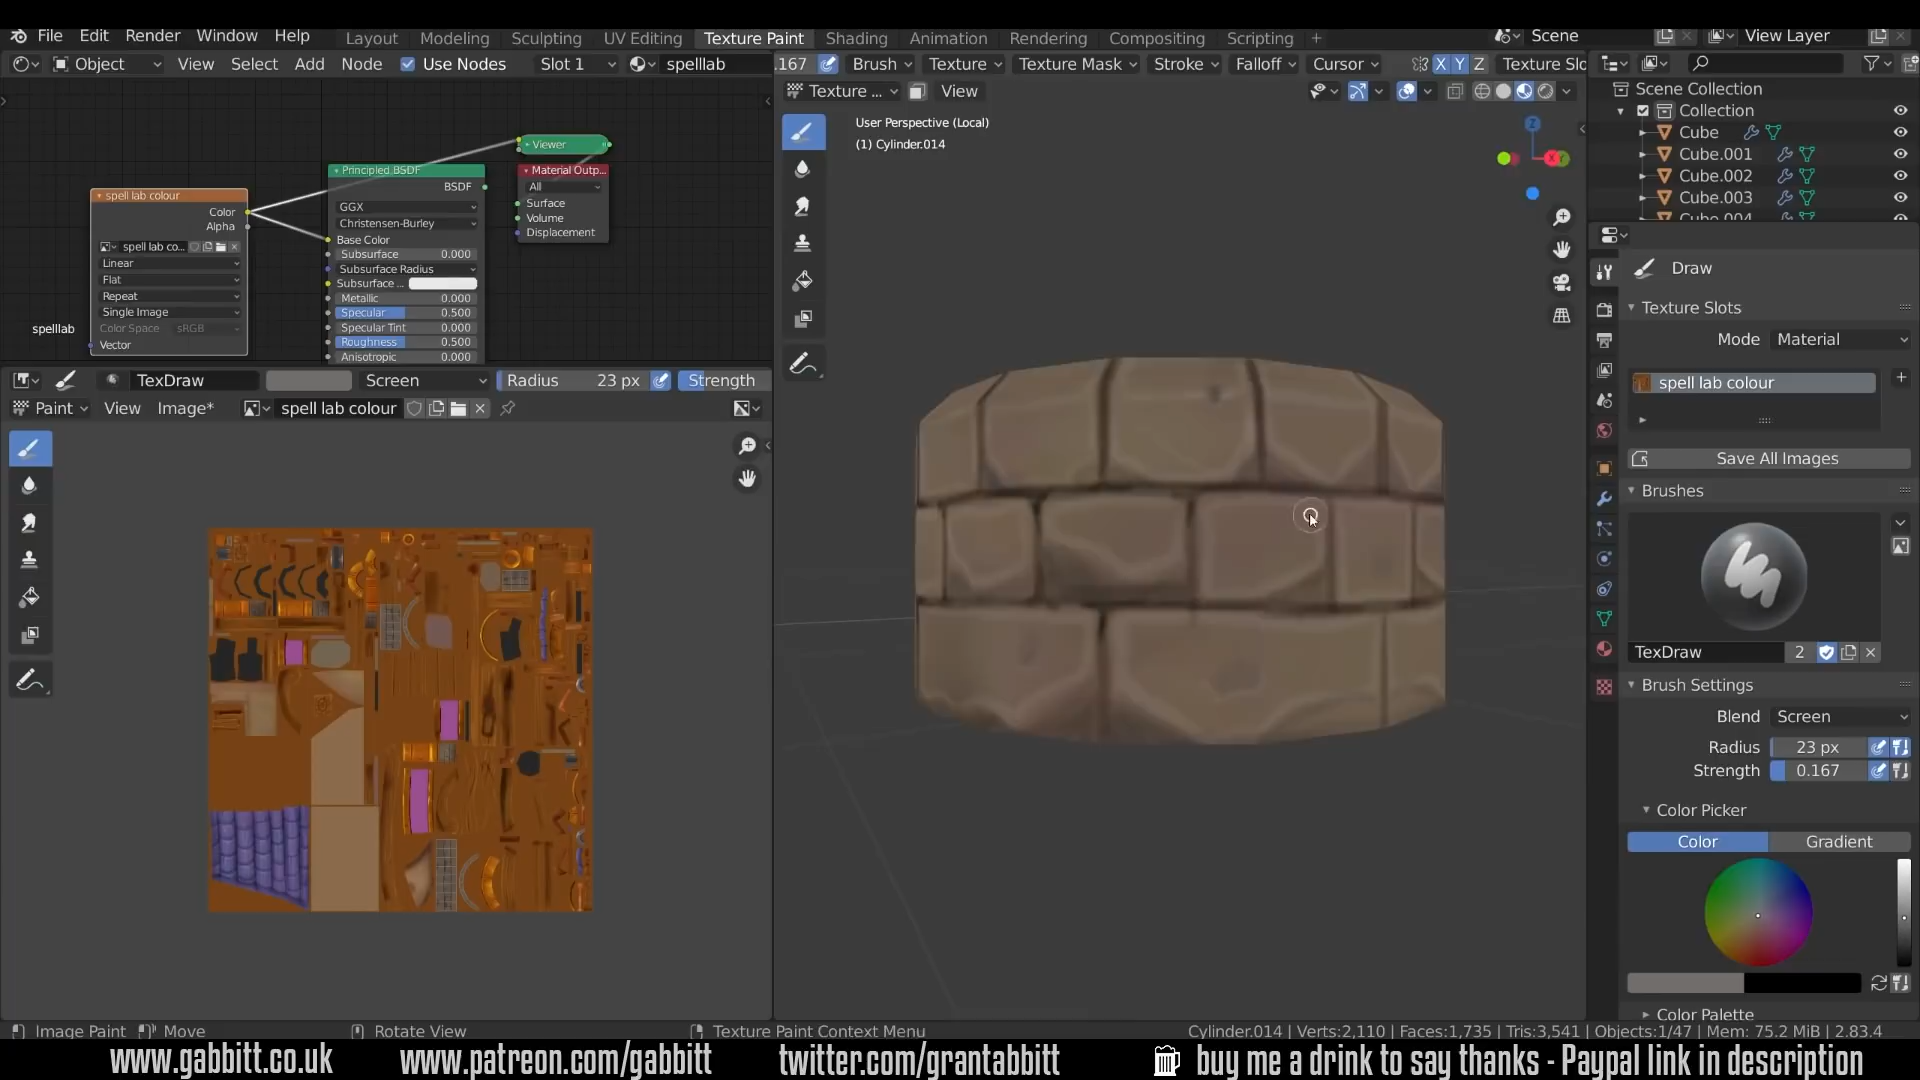 File Edit Render Window Help Layout Modeling Sculpting UV Editing Texture Paint Shading Animation Rendering Compositing Scripting + Scene View Layer
Object View Select Add Node Use Nodes Slot 1 spelllab .167 Brush Texture Texture Mask Stroke Falloff Cursor X Y Z Texture Slo
Texture ... View
Scene Collection
Collection
Cube
Cube.001
Cube.002
Cube.003
Cube.004
User Perspective (Local)
(1) Cylinder.014
Z
X
Viewer
Principled BSDF
BSDF
GGX
Christensen-Burley
Base Color
Subsurface 0.000
Subsurface Radius
Subsurface ...
Metallic 0.000
Specular 0.500
Specular Tint 0.000
Roughness 0.500
Anisotropic 0.000
Material Outp...
All
Surface
Volume
Displacement
spell lab colour
Color
Alpha
spell lab co...
Linear
Flat
Repeat
Single Image
Color Space sRGB
Vector
spelllab
TexDraw Screen Radius 23 px Strength
Paint View Image* spell lab colour
Draw
Texture Slots
Mode Material
spell lab colour
Save All Images
Brushes
TexDraw 2
Brush Settings
Blend Screen
Radius 23 px
Strength 0.167
Color Picker
Color Gradient
Color Palette
Image Paint Move Rotate View Texture Paint Context Menu Cylinder.014 | Verts:2,110 | Faces:1,735 | Tris:3,541 | Objects:1/47 | Mem: 75.2 MiB | 2.83.4
www.gabbitt.co.uk www.patreon.com/gabbitt twitter.com/grantabbitt buy me a drink to say thanks - Paypal link in description